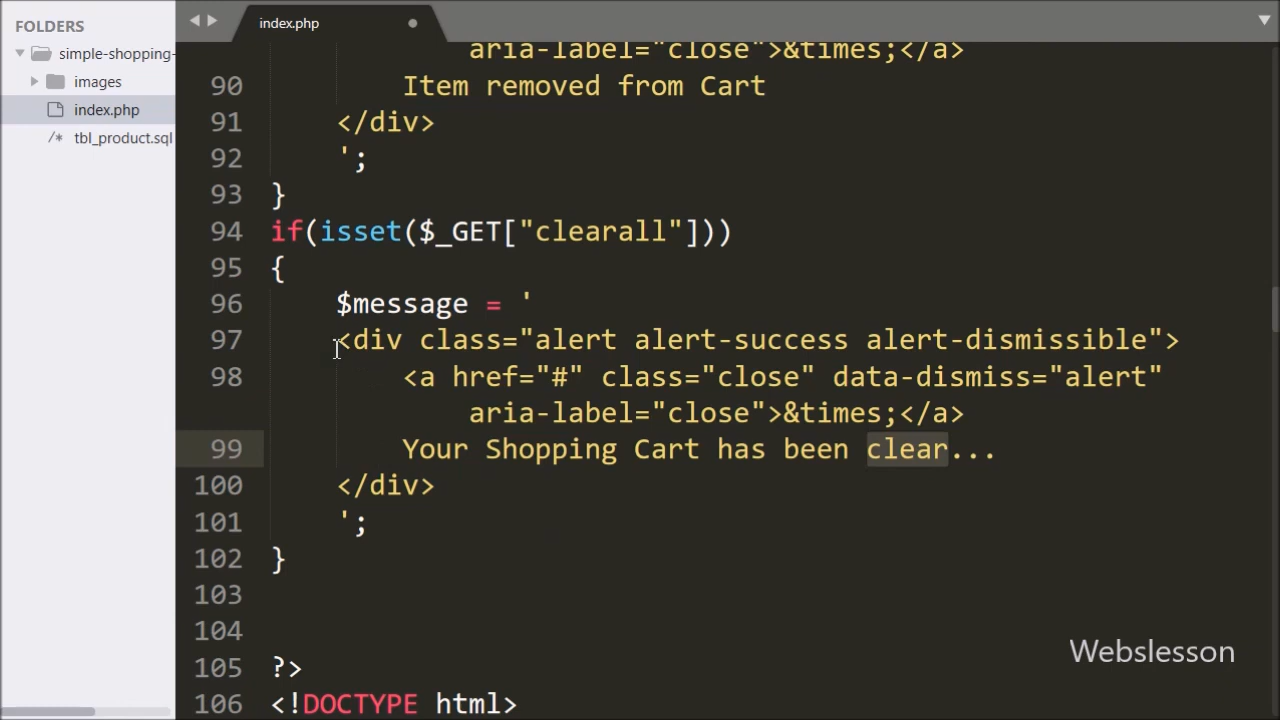 FOLDERS
simple-shopping-
images
index.php
/* tbl_product.sql
index.php
aria-label="close">&times;</a>
90 Item removed from Cart
91 </div>
92 ';
93 }
94 if(isset($_GET["clearall"]))
95 {
96 $message = '
97 <div class="alert alert-success alert-dismissible">
98 <a href="#" class="close" data-dismiss="alert"
aria-label="close">&times;</a>
99 Your Shopping Cart has been clear...
100 </div>
101 ';
102 }
103
104
105 ?>
106 <!DOCTYPE html>
Webslesson